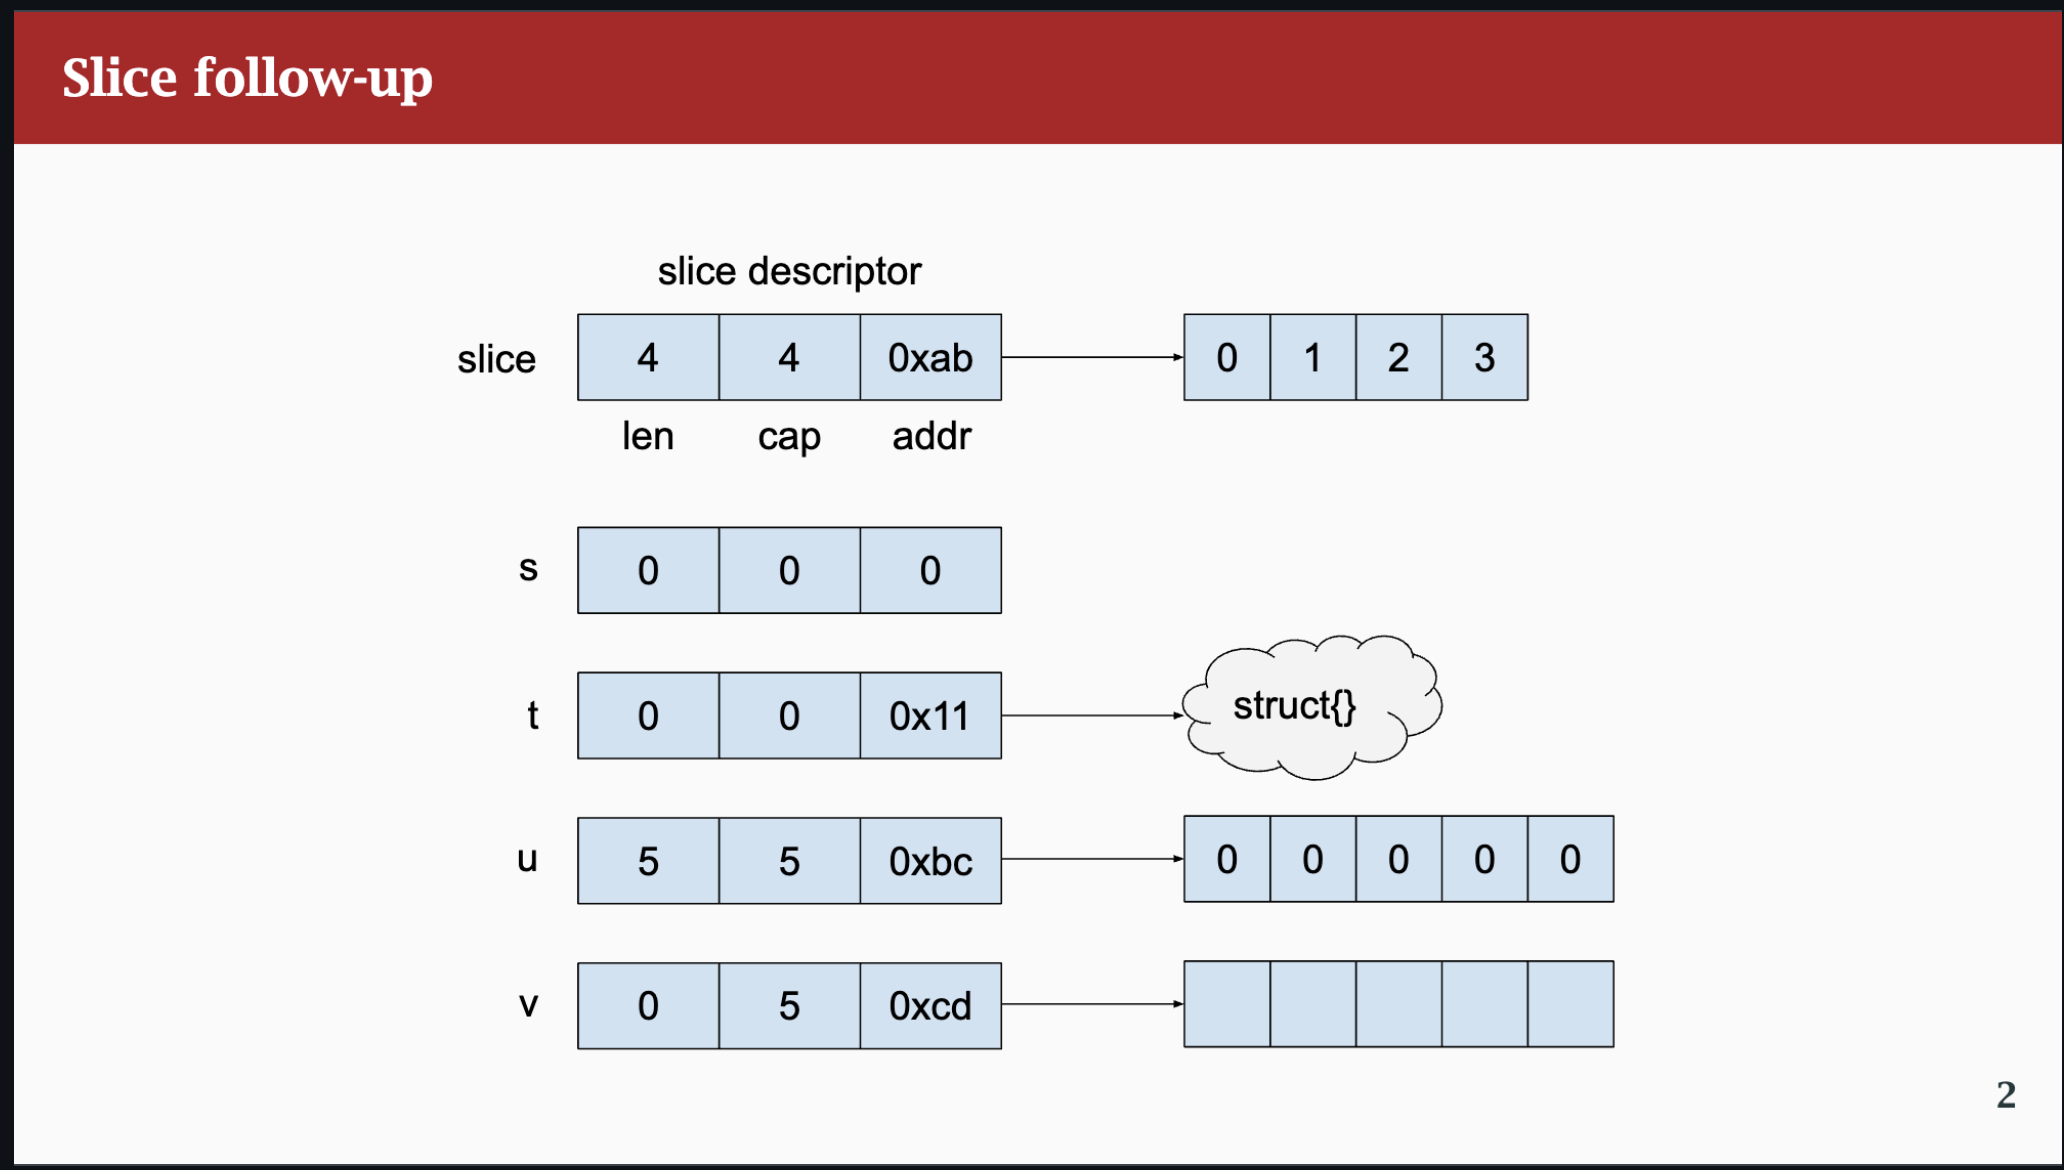 Slice follow-up
slice descriptor
slice 4 4 0xab 0 1 2 3
len cap addr
s 0 0 0
t 0 0 0x11 struct{}
u 5 5 0xbc 0 0 0 0 0
v 0 5 0xcd
2